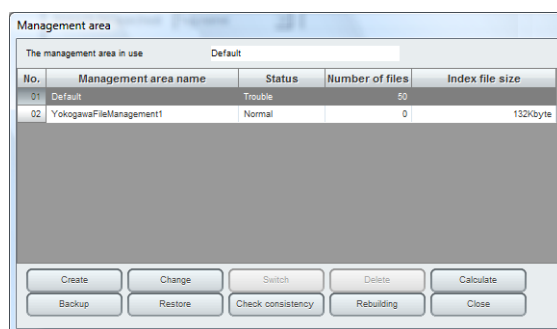 Management area
The management area in use Default
No. Management area name Status Number of files Index file size
01 Default Trouble 50
02 YokogawaFileManagement1 Normal 0 132Kbyte
Create Change Switch Delete Calculate
Backup Restore Check consistency Rebuilding Close